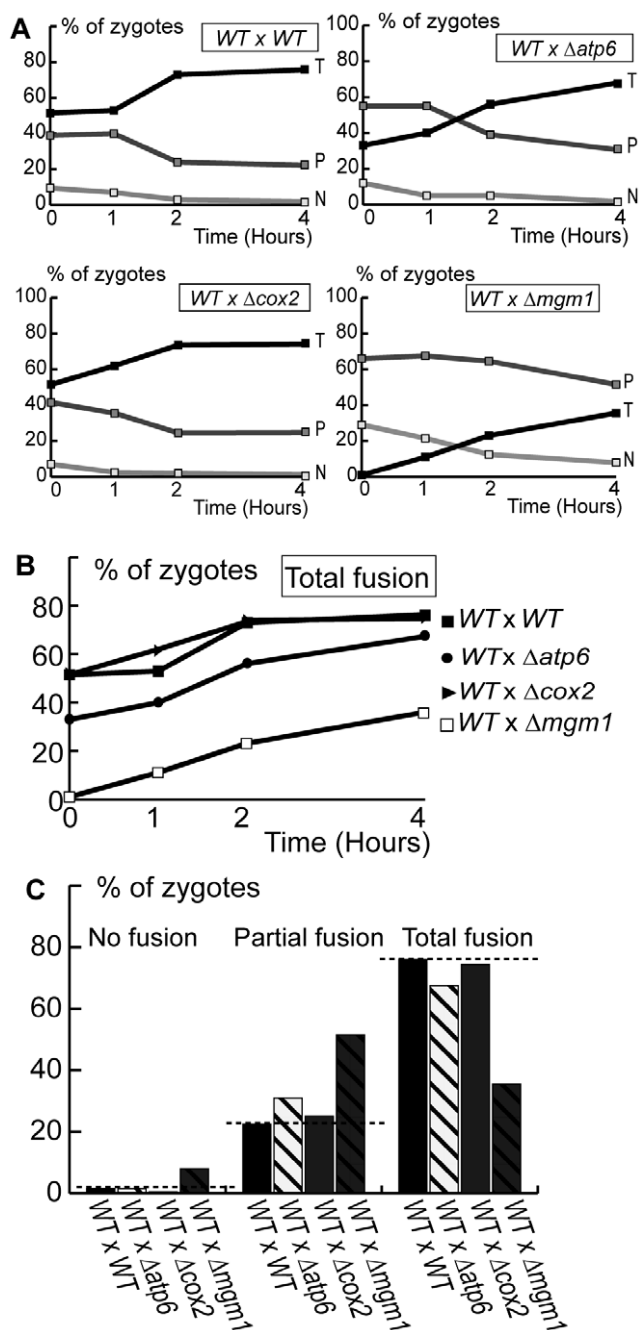 A
% of zygotes
WT x WT
100
80
60
40
20
0
T
P
N
0 1 2 4
Time (Hours)
% of zygotes
WT x Δatp6
100
80
60
40
20
0
T
P
N
0 1 2 4
Time (Hours)
% of zygotes
WT x Δcox2
100
80
60
40
20
0
T
P
N
0 1 2 4
Time (Hours)
% of zygotes
WT x Δmgm1
100
80
60
40
20
0
P
T
N
0 1 2 4
Time (Hours)
B
% of zygotes
Total fusion
80
60
40
20
0
0 1 2 4
Time (Hours)
WT x WT
WT x Δatp6
WT x Δcox2
WT x Δmgm1
C
% of zygotes
No fusion Partial fusion Total fusion
80
60
40
20
0
WT x WT
WT x Δatp6
WT x Δcox2
WT x Δmgm1
WT x WT
WT x Δatp6
WT x Δcox2
WT x Δmgm1
WT x WT
WT x Δatp6
WT x Δcox2
WT x Δmgm1